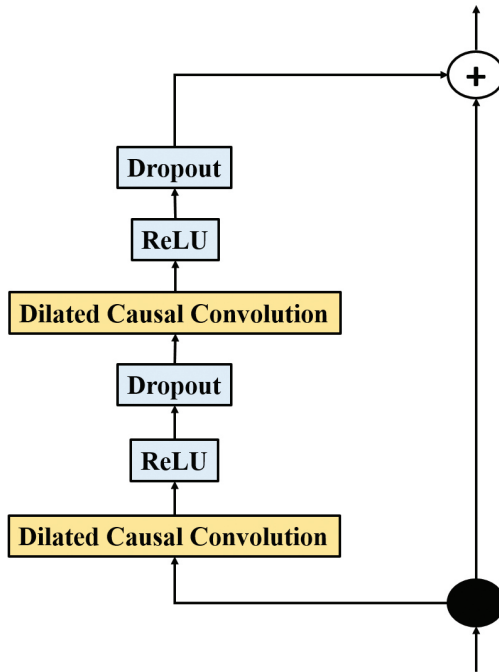 +
Dropout
ReLU
Dilated Causal Convolution
Dropout
ReLU
Dilated Causal Convolution